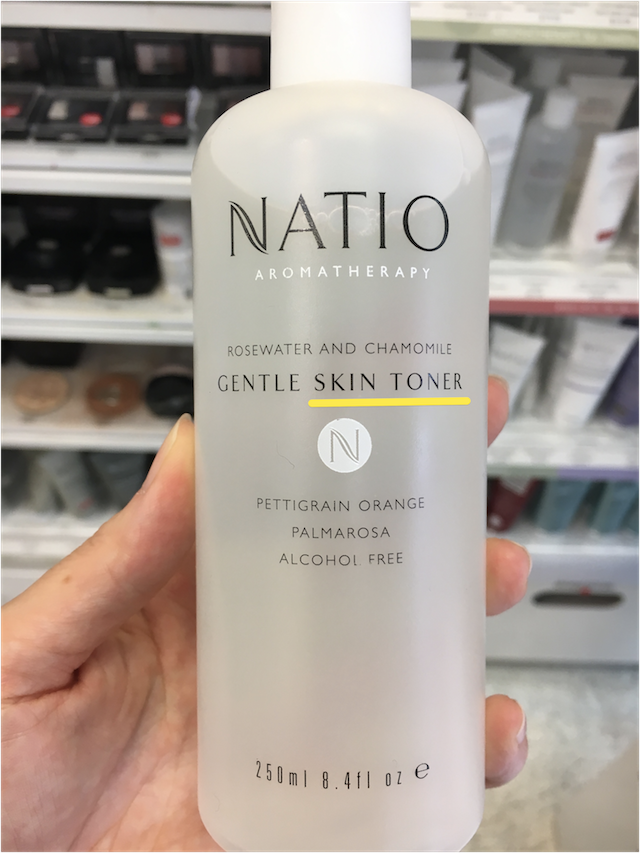 NATIO
AROMATHERAPY
ROSEWATER AND CHAMOMILE
GENTLE SKIN TONER
N
PETTIGRAIN ORANGE
PALMAROSA
ALCOHOL FREE
250ml 8.4fl oz ℮